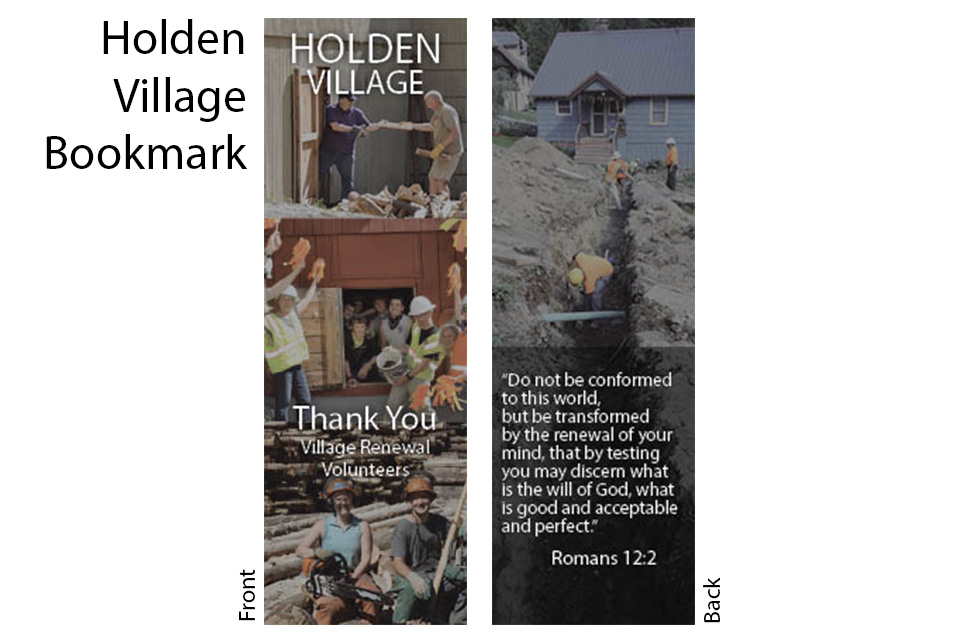 Holden
Village
Bookmark
HOLDEN
VILLAGE
Thank You
Village Renewal
Volunteers
Front
“Do not be conformed
to this world,
but be transformed
by the renewal of your
mind, that by testing
you may discern what
is the will of God, what
is good and acceptable
and perfect.”
Romans 12:2
Back